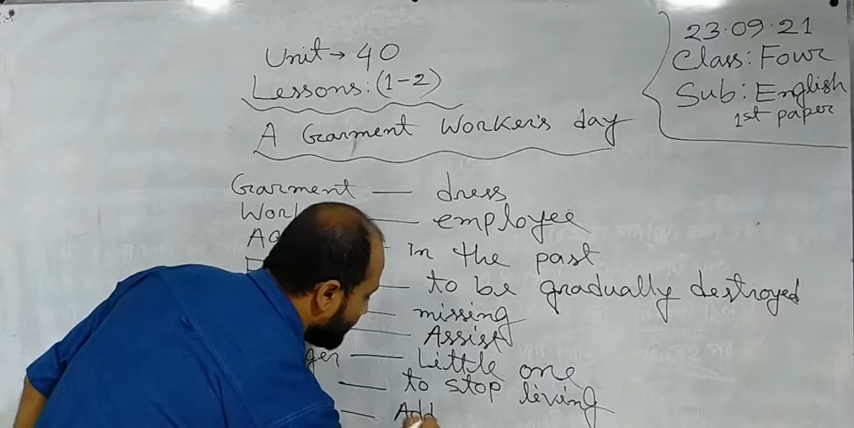 Unit → 40
Lessons: (1-2)
A Garment Worker's day
23.09.21
Class: Four
Sub: English
1st paper
Garment — dress
— employee
— In the past
— to be gradually destroyed
— missing
— Assist
— Little one
— to stop living
— Add